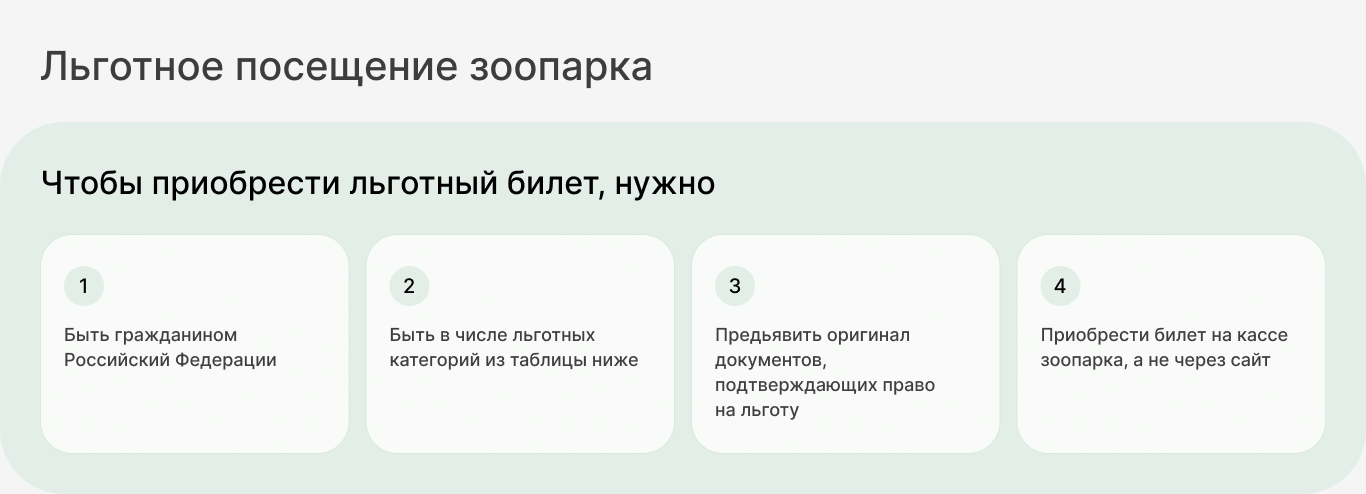 Льготное посещение зоопарка
Чтобы приобрести льготный билет, нужно
1
Быть гражданином
Российский Федерации
2
Быть в числе льготных
категорий из таблицы ниже
3
Предьявить оригинал
документов,
подтверждающих право
на льготу
4
Приобрести билет на кассе
зоопарка, а не через сайт